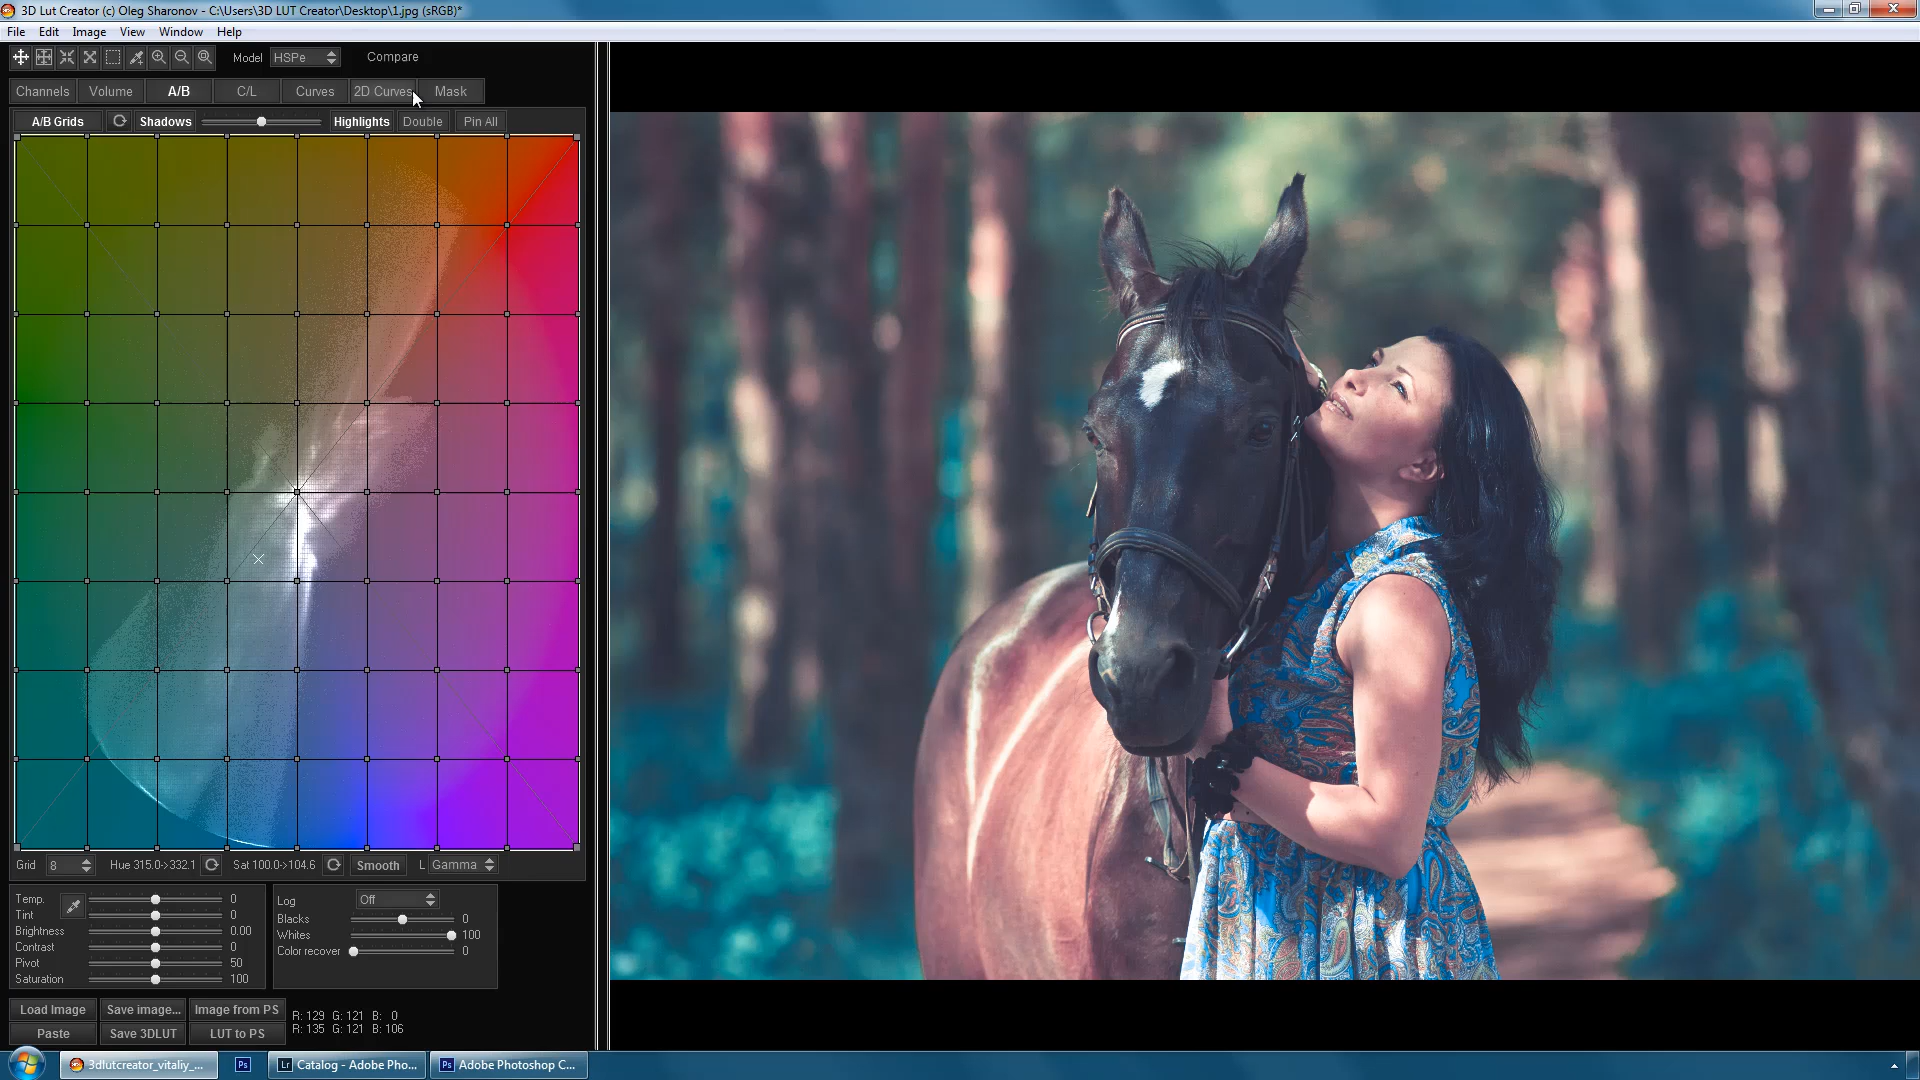 3D Lut Creator (c) Oleg Sharonov - C:\Users\3D LUT Creator\Desktop\1.jpg (sRGB)*
File Edit Image View Window Help
Model HSPe Compare
Channels Volume A/B C/L Curves 2D Curves Mask
A/B Grids Shadows Highlights Double Pin All
Grid 8 Hue 315.0->332.1 Sat 100.0->104.6 Smooth L Gamma
Temp. 0
Tint 0
Brightness 0.00
Contrast 0
Pivot 50
Saturation 100
Log Off
Blacks 0
Whites 100
Color recover 0
Load Image Save image... Image from PS
Paste Save 3DLUT LUT to PS
R: 129 G: 121 B: 0
R: 135 G: 121 B: 106
3dlutcreator_vitaliy_... Ps Lr Catalog - Adobe Pho... Ps Adobe Photoshop C...